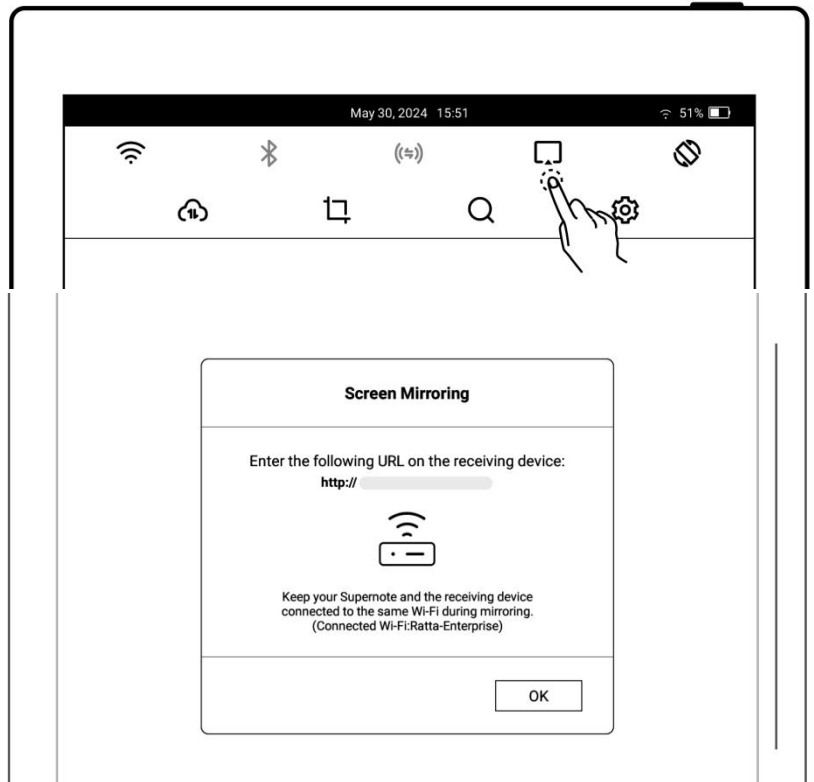 May 30, 2024 15:51 51%
Screen Mirroring
Enter the following URL on the receiving device:
http://
Keep your Supernote and the receiving device
connected to the same Wi-Fi during mirroring.
(Connected Wi-Fi:Ratta-Enterprise)
OK